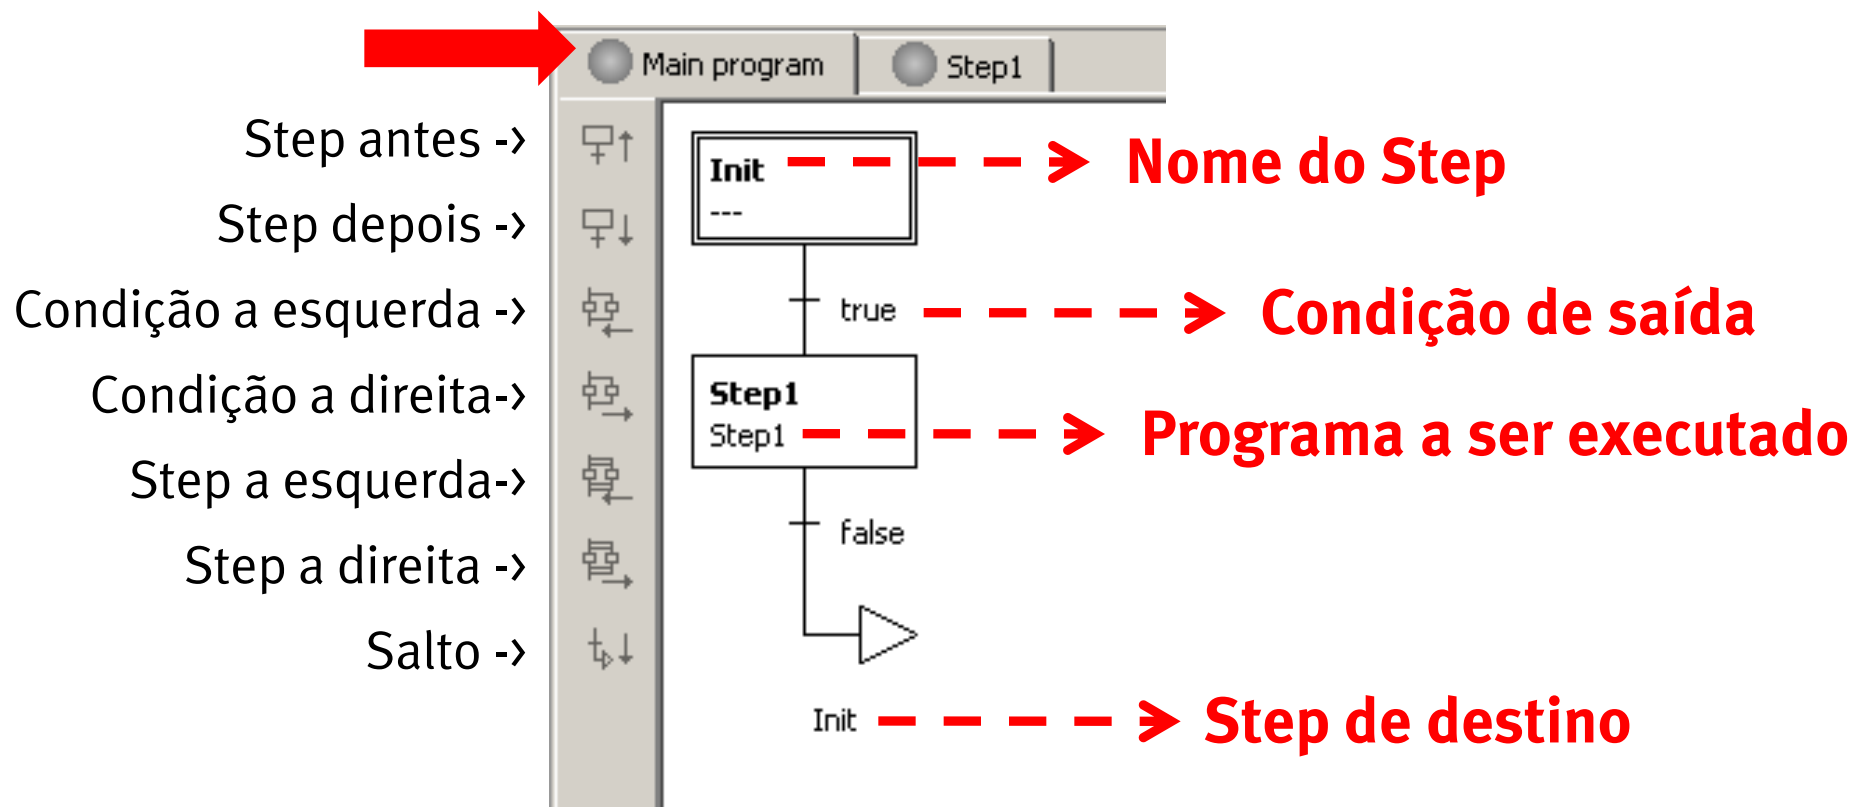 Main program
Step1
Step antes ->
Init
Nome do Step
---
Step depois ->
Condição a esquerda ->
true
Condição de saída
Condição a direita->
Step1
Step1
Programa a ser executado
Step a esquerda->
false
Step a direita ->
Salto ->
Init
Step de destino